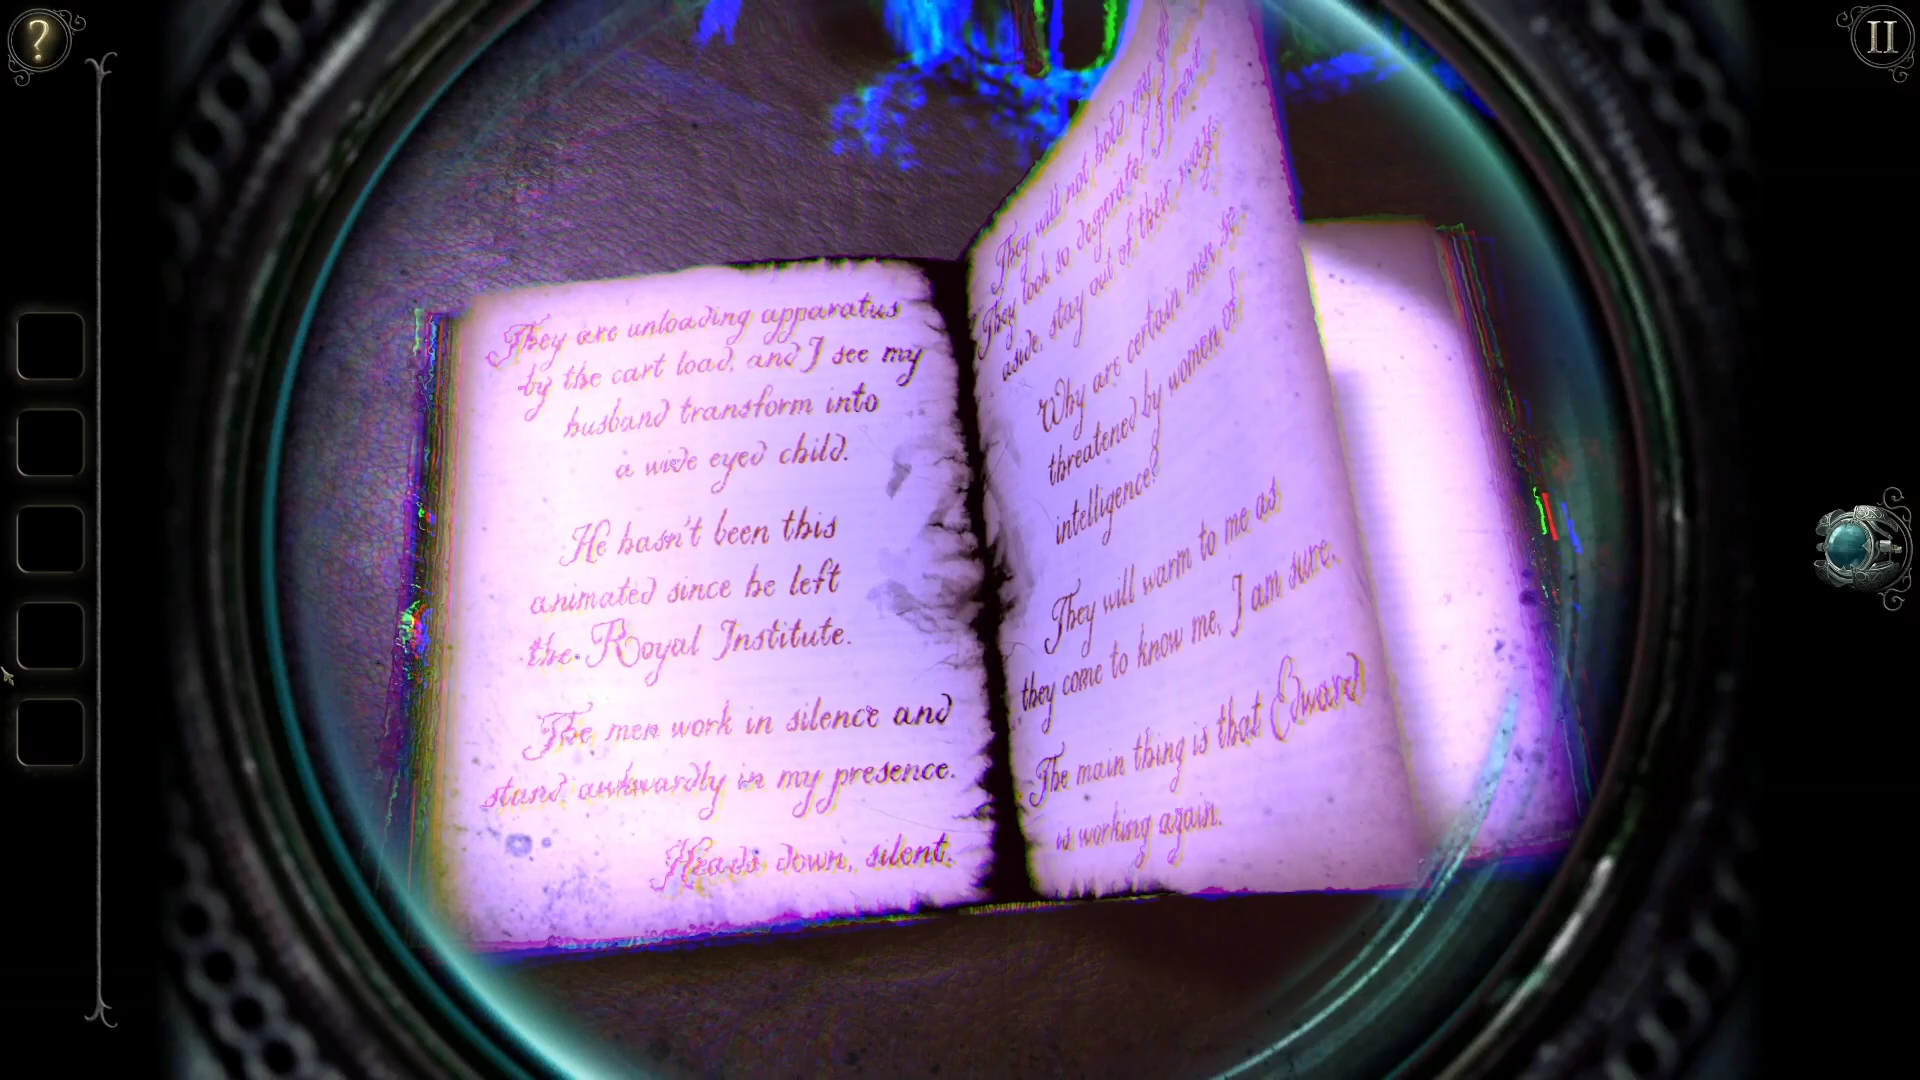 They are unloading apparatus
by the cart load, and I see my
husband transform into
a wide eyed child.
He hasn't been this
animated since he left
the Royal Institute.
The men work in silence and
stand awkwardly in my presence.
Heads down, silent.
They will not hold my
They look so desperate! I must
aside, stay out of their way.
Why are certain men so
threatened by women of
intelligence?
They will warm to me as
they come to know me, I am sure.
The main thing is that Edward
is working again.
?
II